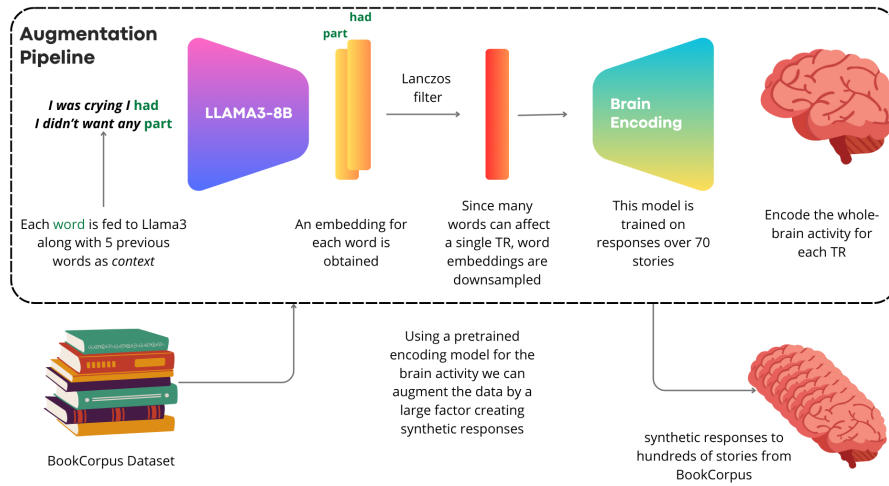 Augmentation
Pipeline
had
part
I was crying I had
I didn't want any part
LLAMA3-8B
Lanczos
filter
Brain
Encoding
Each word is fed to Llama3
along with 5 previous
words as context
An embedding for
each word is
obtained
Since many
words can affect
a single TR, word
embeddings are
downsampled
This model is
trained on
responses over 70
stories
Encode the whole-
brain activity for
each TR
BookCorpus Dataset
Using a pretrained
encoding model for the
brain activity we can
augment the data by a
large factor creating
synthetic responses
synthetic responses to
hundreds of stories from
BookCorpus